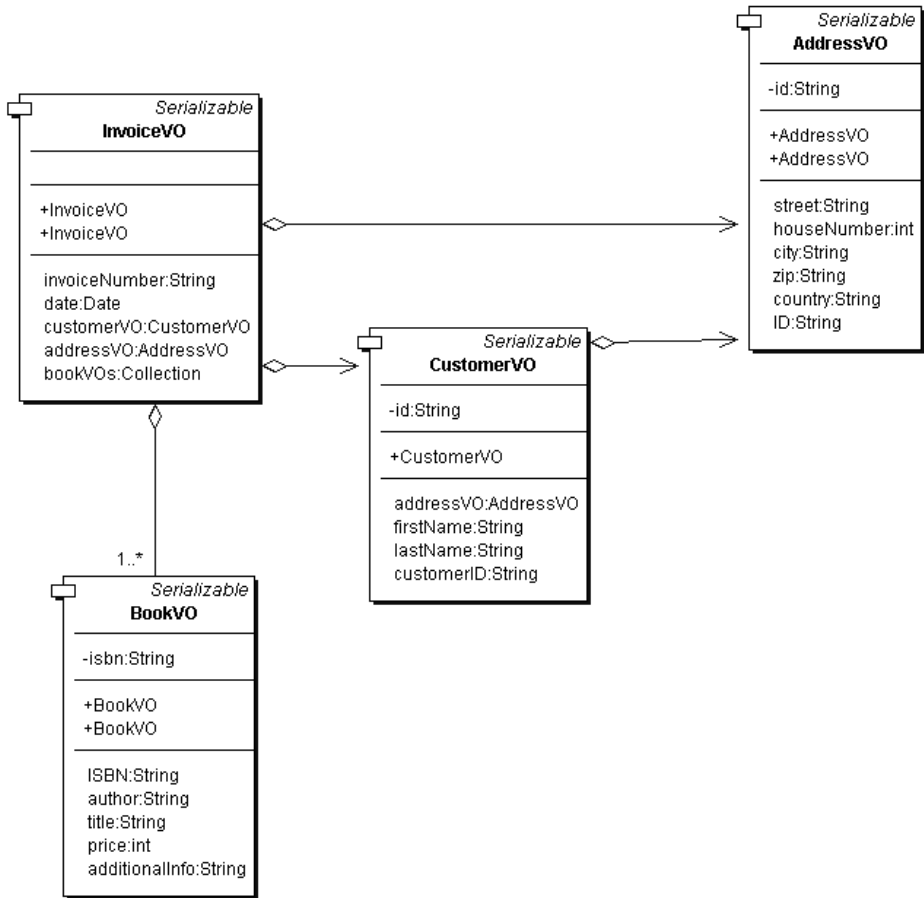 Serializable
InvoiceVO
+InvoiceVO
+InvoiceVO
invoiceNumber:String
date:Date
customerVO:CustomerVO
addressVO:AddressVO
bookVOs:Collection
Serializable
AddressVO
-id:String
+AddressVO
+AddressVO
street:String
houseNumber:int
city:String
zip:String
country:String
ID:String
Serializable
CustomerVO
-id:String
+CustomerVO
addressVO:AddressVO
firstName:String
lastName:String
customerID:String
1..*
Serializable
BookVO
-isbn:String
+BookVO
+BookVO
ISBN:String
author:String
title:String
price:int
additionalInfo:String